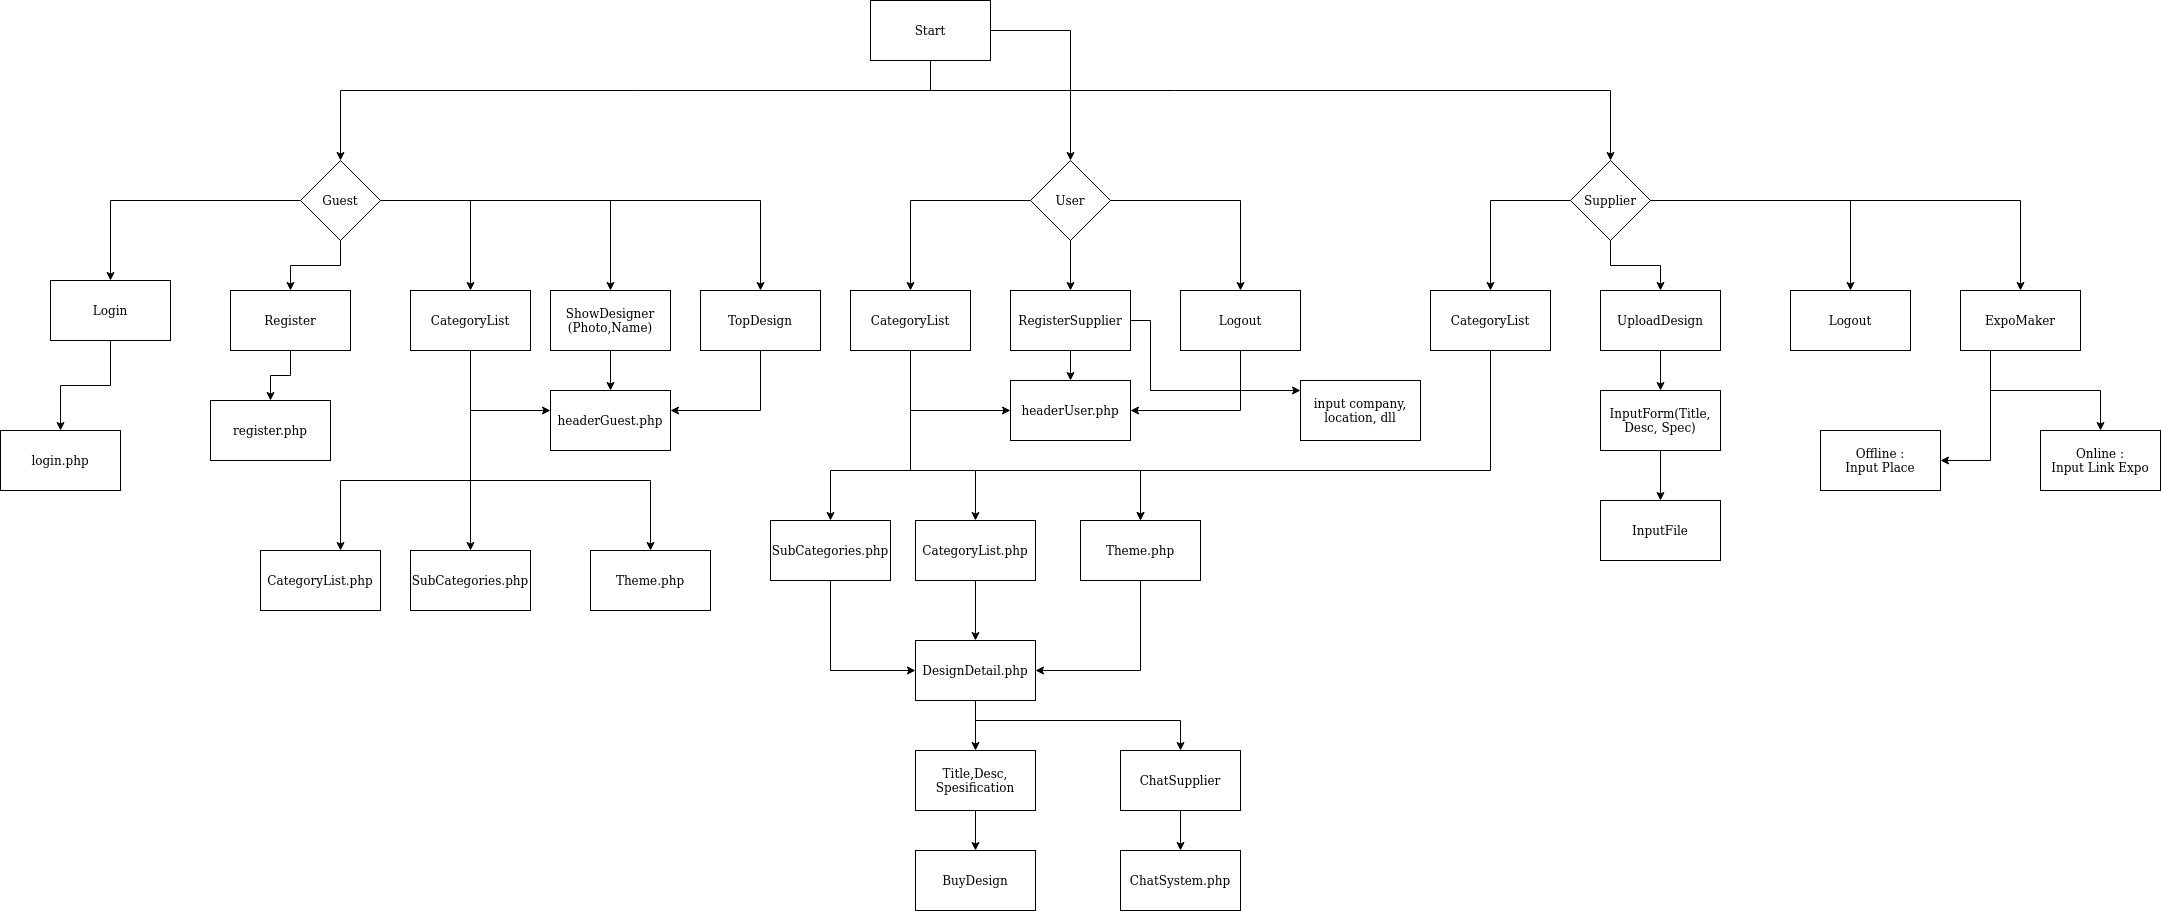 Start
Guest
User
Supplier
Login
Register
CategoryList
ShowDesigner
(Photo,Name)
TopDesign
CategoryList
RegisterSupplier
Logout
CategoryList
UploadDesign
Logout
ExpoMaker
login.php
register.php
headerGuest.php
headerUser.php
input company,
location, dll
InputForm(Title,
Desc, Spec)
Offline :
Input Place
Online :
Input Link Expo
CategoryList.php
SubCategories.php
Theme.php
SubCategories.php
CategoryList.php
Theme.php
InputFile
DesignDetail.php
Title,Desc,
Spesification
ChatSupplier
BuyDesign
ChatSystem.php